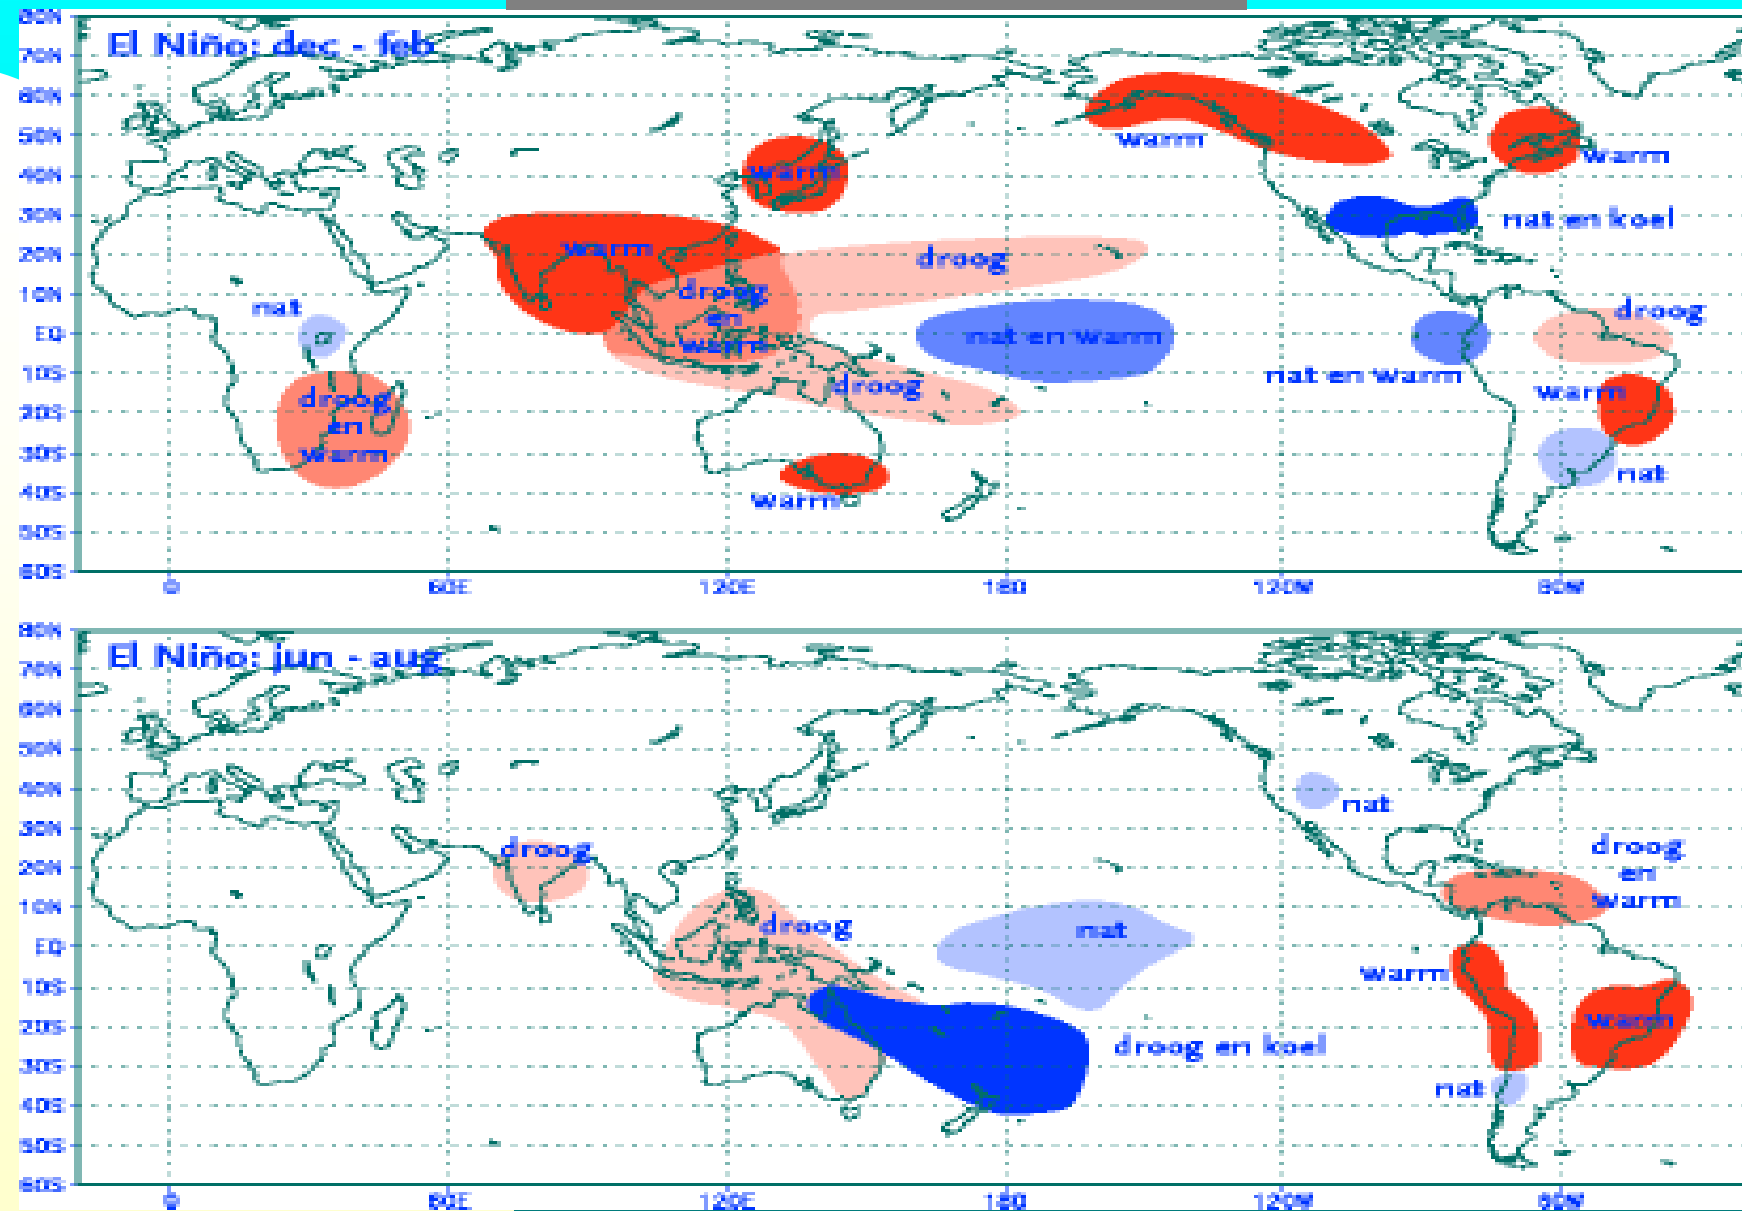 El Niño: dec - feb
80N
70N
60N
50N
40N
30N
20N
10N
EQ
10S
20S
30S
40S
50S
60S
warm
warm
warm
nat en koel
warm
droog
droog
en
warm
nat
nat en warm
droog
nat en warm
droog
warm
droog
en
warm
warm
nat
0
60E
120E
180
120W
60W
El Niño: jun - aug
80N
70N
60N
50N
40N
30N
20N
10N
EQ
10S
20S
30S
40S
50S
60S
nat
droog
droog
en
warm
droog
nat
warm
warm
droog en koel
nat
0
60E
120E
180
120W
60W